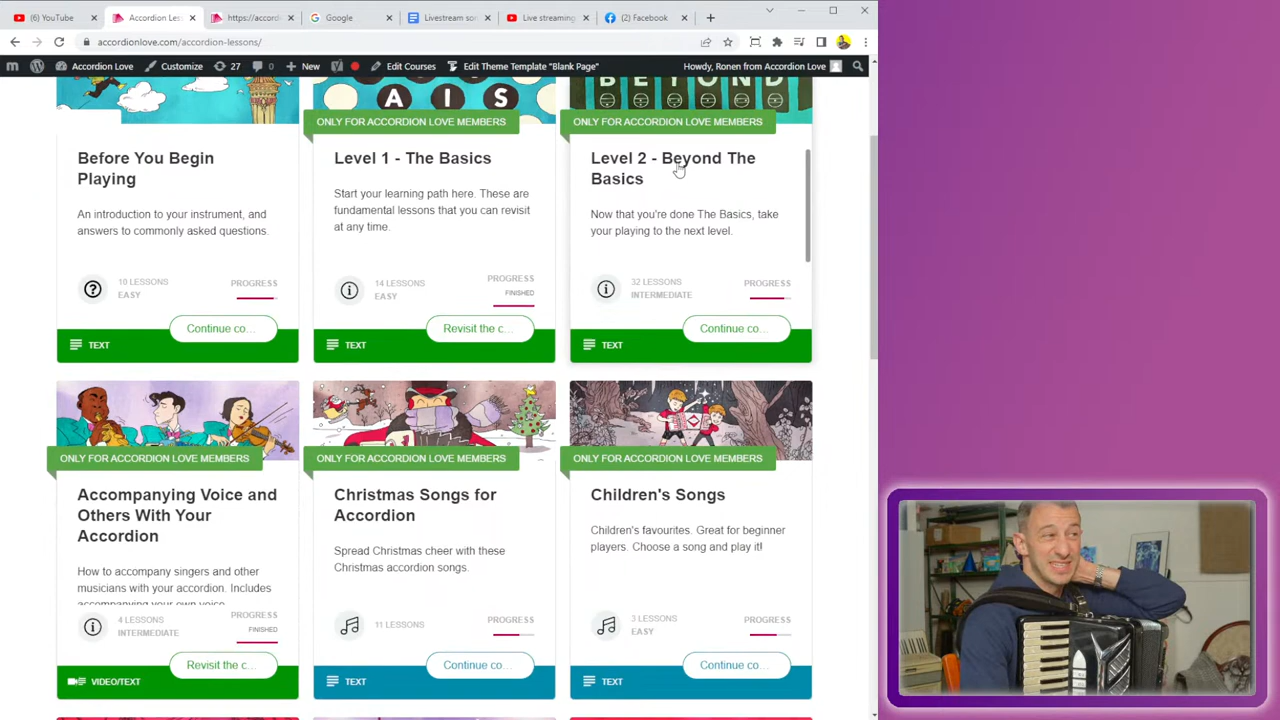 (6) YouTube
Accordion Les
https://accord
Google
Livestream so
Live streaming
(2) Facebook
accordionlove.com/accordion-lessons/
Accordion Love
Customize
27
0
New
Edit Courses
Edit Theme Template "Blank Page"
Howdy, Ronen from Accordion Love
A I S
BEYOND
ONLY FOR ACCORDION LOVE MEMBERS
ONLY FOR ACCORDION LOVE MEMBERS
Before You Begin
Playing
An introduction to your instrument, and
answers to commonly asked questions.
10 LESSONS
EASY
PROGRESS
Continue co...
TEXT
Level 1 - The Basics
Start your learning path here. These are
fundamental lessons that you can revisit
at any time.
14 LESSONS
EASY
PROGRESS
FINISHED
Revisit the c...
TEXT
Level 2 - Beyond The
Basics
Now that you're done The Basics, take
your playing to the next level.
32 LESSONS
INTERMEDIATE
PROGRESS
Continue co...
TEXT
ONLY FOR ACCORDION LOVE MEMBERS
Accompanying Voice and
Others With Your
Accordion
How to accompany singers and other
musicians with your accordion. Includes
accompanying your own voice
4 LESSONS
INTERMEDIATE
PROGRESS
FINISHED
Revisit the c...
VIDEO/TEXT
ONLY FOR ACCORDION LOVE MEMBERS
Christmas Songs for
Accordion
Spread Christmas cheer with these
Christmas accordion songs.
11 LESSONS
PROGRESS
Continue co...
TEXT
ONLY FOR ACCORDION LOVE MEMBERS
Children's Songs
Children's favourites. Great for beginner
players. Choose a song and play it!
3 LESSONS
EASY
PROGRESS
Continue co...
TEXT